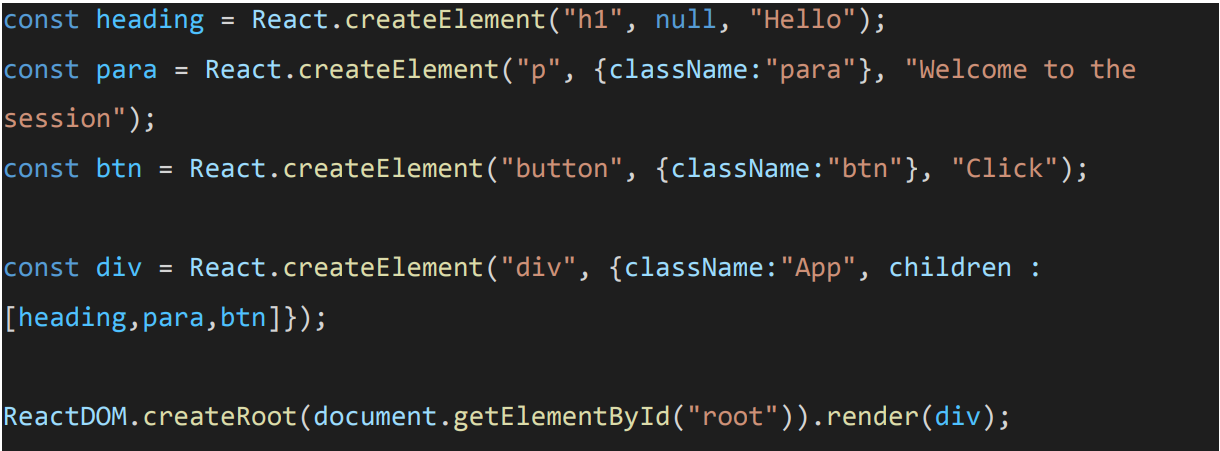 const heading = React.createElement("h1", null, "Hello");
const para = React.createElement("p", {className:"para"}, "Welcome to the
session");
const btn = React.createElement("button", {className:"btn"}, "Click");
const div = React.createElement("div", {className:"App", children :
[heading,para,btn]});
ReactDOM.createRoot(document.getElementById("root")).render(div);